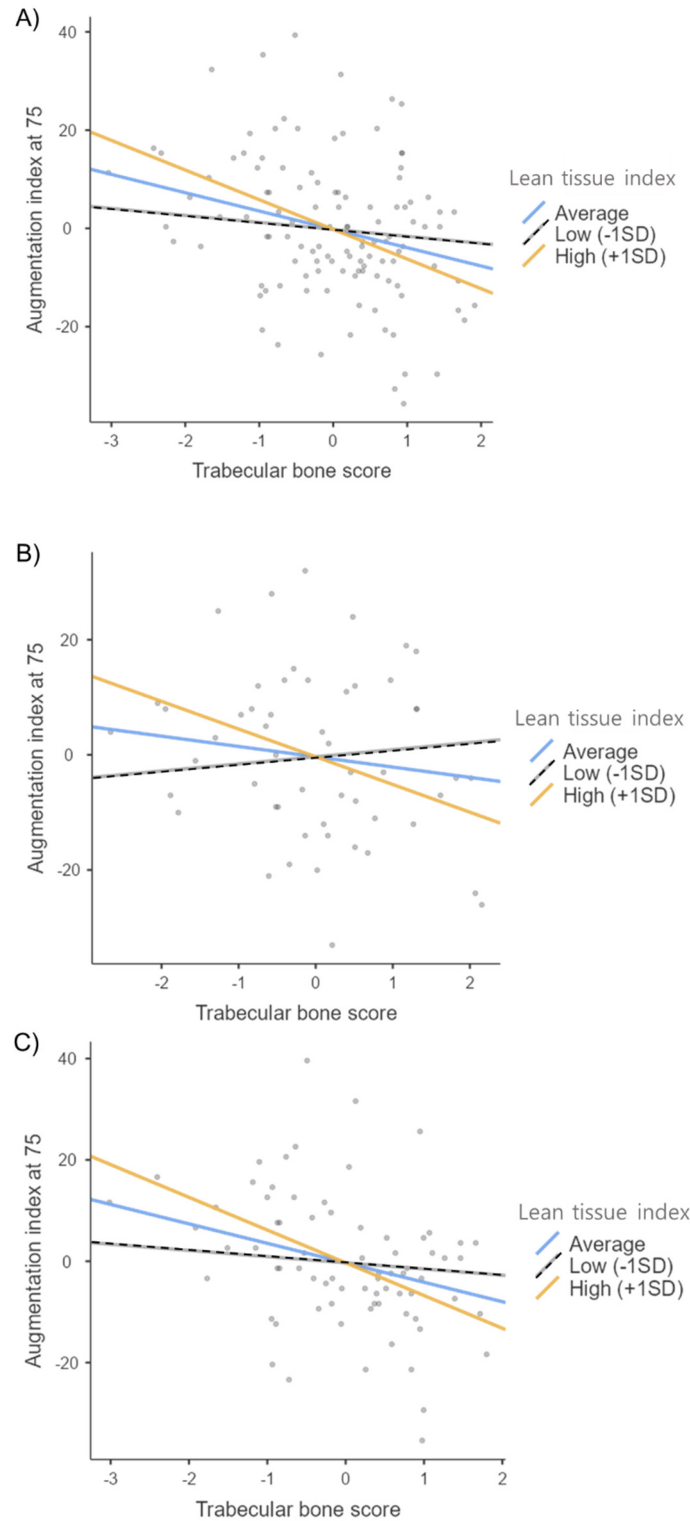 A)
40
20
0
-20
Augmentation index at 75
-3 -2 -1 0 1 2
Trabecular bone score
Lean tissue index
Average
Low (-1SD)
High (+1SD)
B)
20
0
-20
Augmentation index at 75
-2 -1 0 1 2
Trabecular bone score
Lean tissue index
Average
Low (-1SD)
High (+1SD)
C)
40
20
0
-20
Augmentation index at 75
-3 -2 -1 0 1 2
Trabecular bone score
Lean tissue index
Average
Low (-1SD)
High (+1SD)